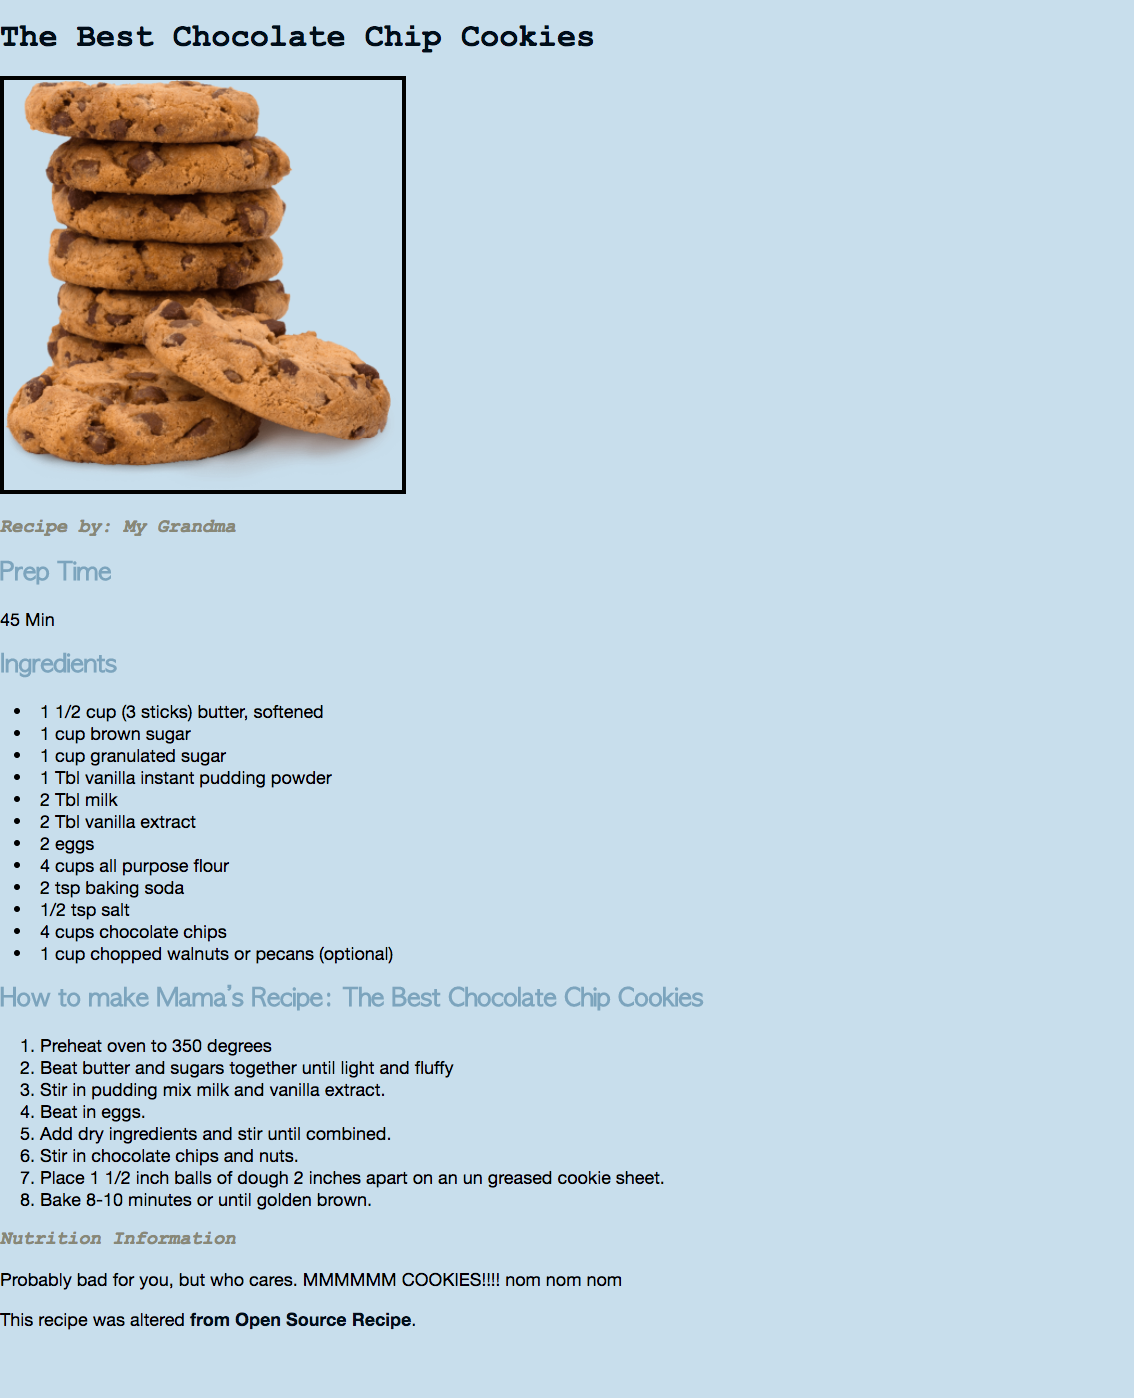 The Best Chocolate Chip Cookies
Recipe by: My Grandma
Prep Time
45 Min
Ingredients
• 1 1/2 cup (3 sticks) butter, softened
• 1 cup brown sugar
• 1 cup granulated sugar
• 1 Tbl vanilla instant pudding powder
• 2 Tbl milk
• 2 Tbl vanilla extract
• 2 eggs
• 4 cups all purpose flour
• 2 tsp baking soda
• 1/2 tsp salt
• 4 cups chocolate chips
• 1 cup chopped walnuts or pecans (optional)
How to make Mama's Recipe: The Best Chocolate Chip Cookies
1. Preheat oven to 350 degrees
2. Beat butter and sugars together until light and fluffy
3. Stir in pudding mix milk and vanilla extract.
4. Beat in eggs.
5. Add dry ingredients and stir until combined.
6. Stir in chocolate chips and nuts.
7. Place 1 1/2 inch balls of dough 2 inches apart on an un greased cookie sheet.
8. Bake 8-10 minutes or until golden brown.
Nutrition Information
Probably bad for you, but who cares. MMMMMM COOKIES!!!! nom nom nom
This recipe was altered from Open Source Recipe.